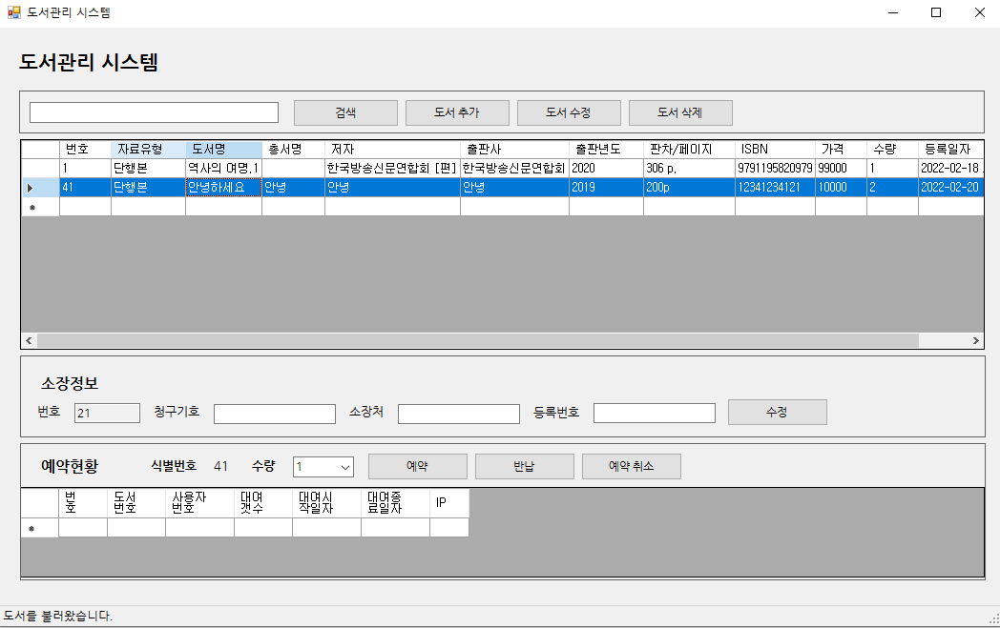 도서관리 시스템
도서관리 시스템
검색 도서 추가 도서 수정 도서 삭제
번호 자료유형 도서명 총서명 저자 출판사 출판년도 판차/페이지 ISBN 가격 수량 등록일자
1 단행본 역사의 여명.1 한국방송신문연합회 [편] 한국방송신문연합회 2020 306 p. 9791195820979 99000 1 2022-02-18
41 단행본 안녕하세요 안녕 안녕 안녕 2019 200p 12341234121 10000 2 2022-02-20
소장정보
번호 21 청구기호 소장처 등록번호 수정
예약현황 식별번호 41 수량 1 예약 반납 예약 취소
번호 도서번호 사용자번호 대여갯수 대여시작일자 대여종료일자 IP
도서를 불러왔습니다.